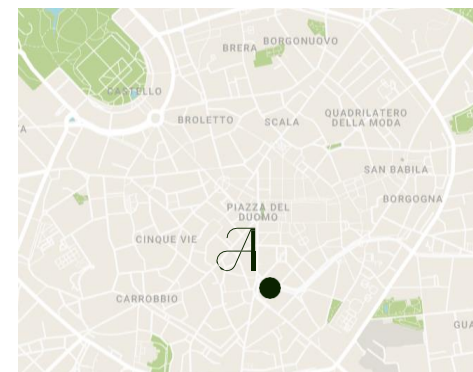 BORGONUOVO
BRERA
CASTELLO
QUADRILATERO
DELLA MODA
BROLETTO
SCALA
SAN BABILA
BORGOGNA
PIAZZA DEL
DUOMO
CINQUE VIE
A
CARROBBIO